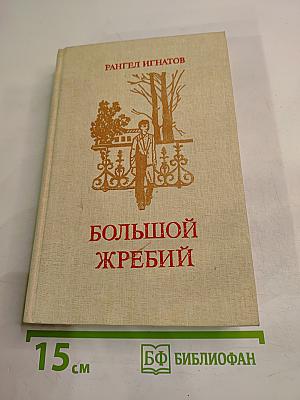 РАНГЕЛ ИГНАТОВ
БОЛЬШОЙ
ЖРЕБИЙ
15 см
БФ БИБЛИОФАН